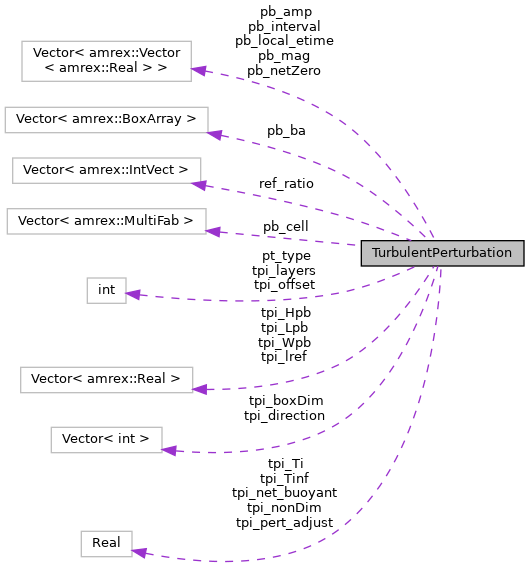 pb_amp
pb_interval
pb_local_etime
pb_mag
pb_netZero
Vector< amrex::Vector
< amrex::Real > >
Vector< amrex::BoxArray >
pb_ba
Vector< amrex::IntVect >
ref_ratio
Vector< amrex::MultiFab >
pb_cell
TurbulentPerturbation
pt_type
tpi_layers
tpi_offset
int
tpi_Hpb
tpi_Lpb
tpi_Wpb
tpi_lref
Vector< amrex::Real >
tpi_boxDim
tpi_direction
Vector< int >
tpi_Ti
tpi_Tinf
tpi_net_buoyant
tpi_nonDim
tpi_pert_adjust
Real